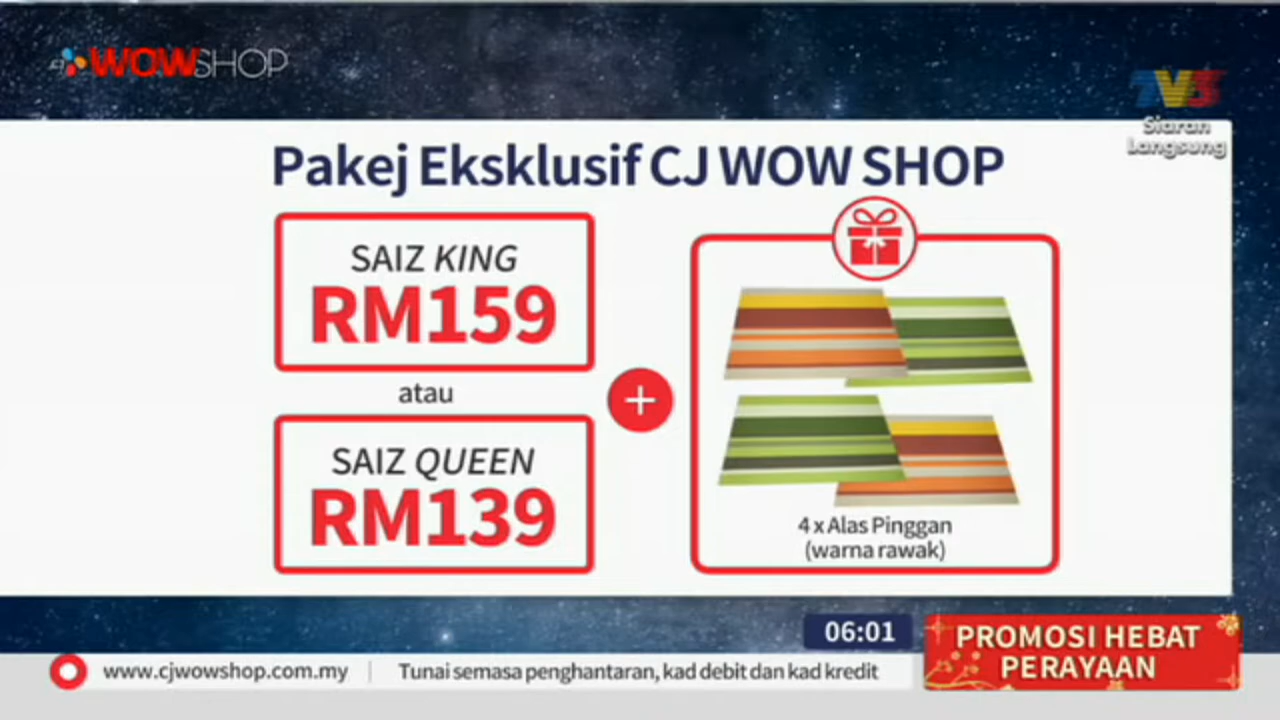 CJ WOWSHOP
TV3
Siaran
Langsung
Pakej Eksklusif CJ WOW SHOP
SAIZ KING
RM159
atau
SAIZ QUEEN
RM139
+
4 x Alas Pinggan
(warna rawak)
06:01
PROMOSI HEBAT
PERAYAAN
www.cjwowshop.com.my | Tunai semasa penghantaran, kad debit dan kad kredit